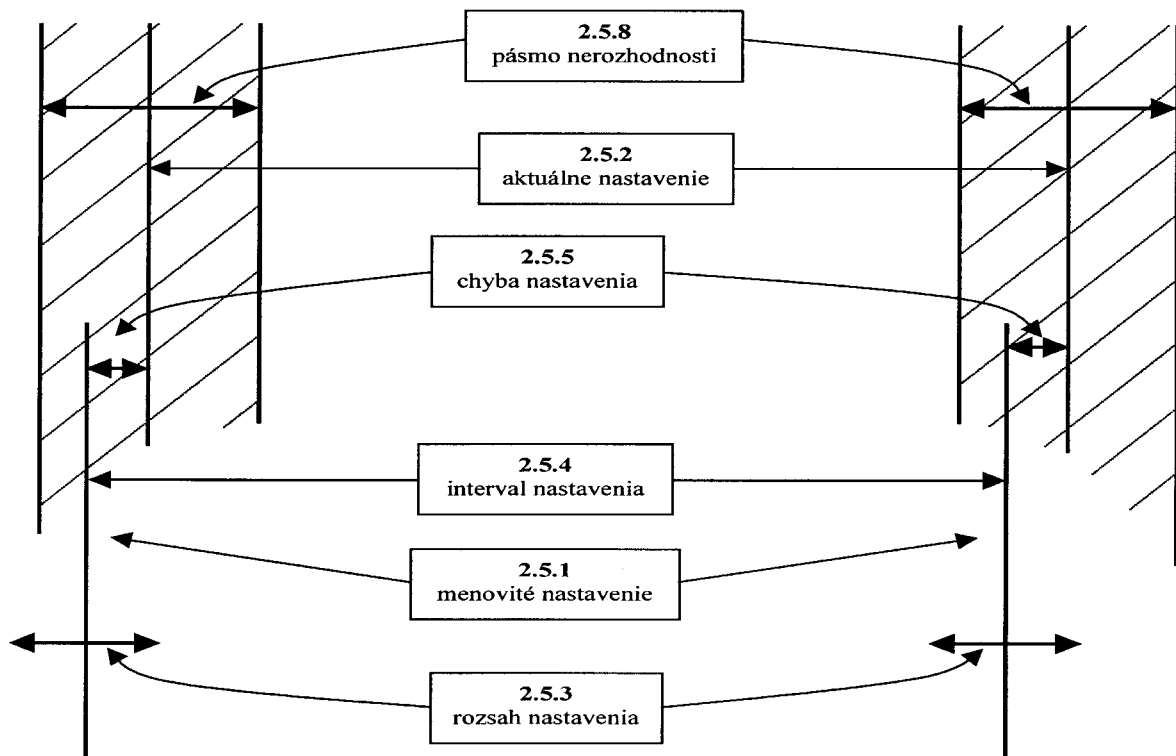 2.5.8
pásmo nerozhodnosti
2.5.2
aktuálne nastavenie
2.5.5
chyba nastavenia
2.5.4
interval nastavenia
2.5.1
menovité nastavenie
2.5.3
rozsah nastavenia